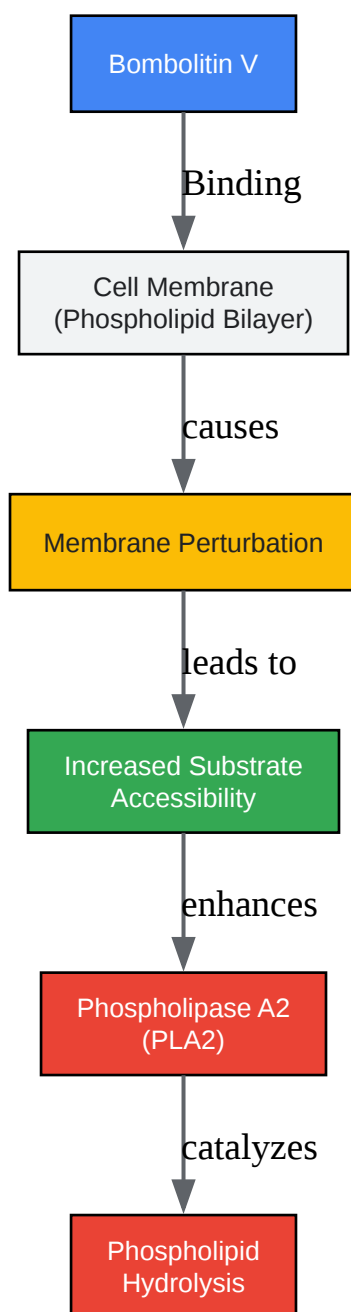 Bombolitin V
Binding
Cell Membrane
(Phospholipid Bilayer)
causes
Membrane Perturbation
leads to
Increased Substrate
Accessibility
enhances
Phospholipase A2
(PLA2)
catalyzes
Phospholipid
Hydrolysis